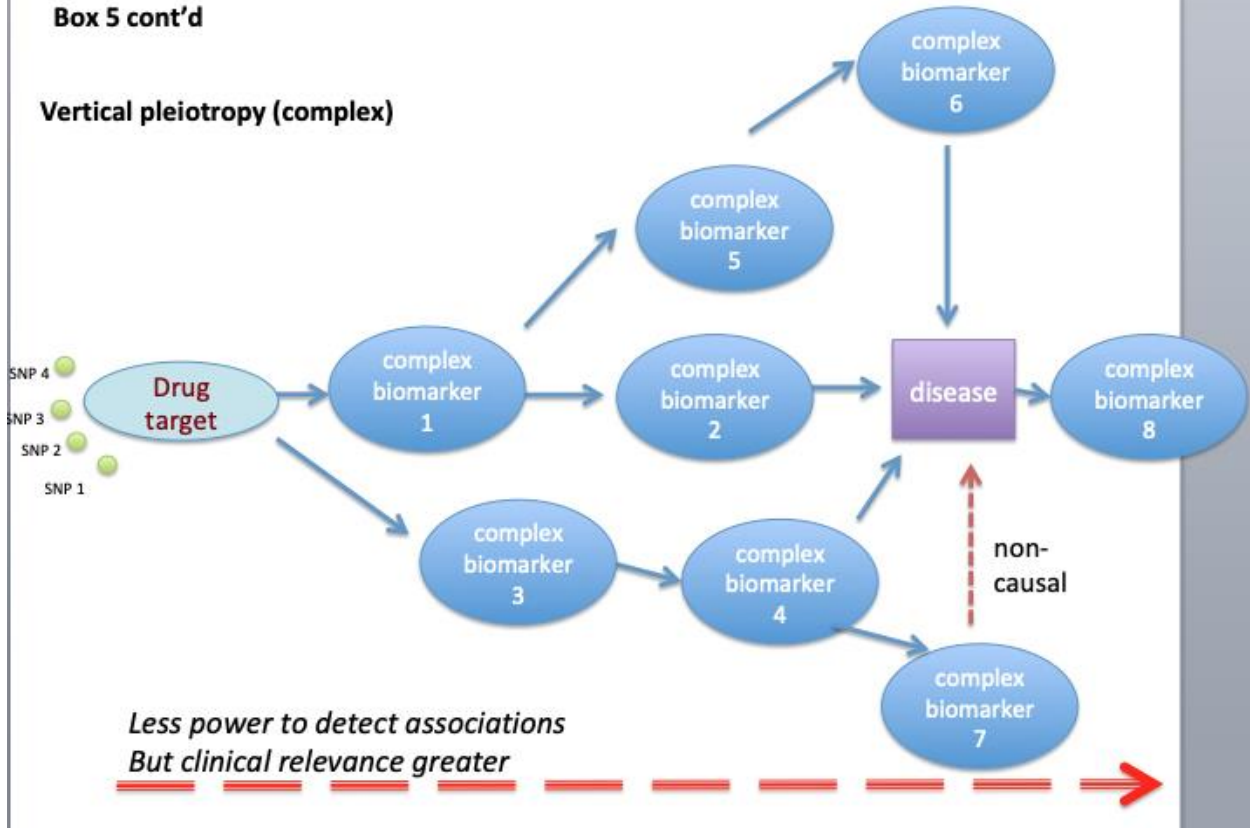 Box 5 cont’d
Vertical pleiotropy (complex)
complex
biomarker
6
complex
biomarker
5
SNP 4
SNP 3
SNP 2
SNP 1
Drug
target
complex
biomarker
1
complex
biomarker
2
disease
complex
biomarker
8
complex
biomarker
3
complex
biomarker
4
non-
causal
complex
biomarker
7
Less power to detect associations
But clinical relevance greater